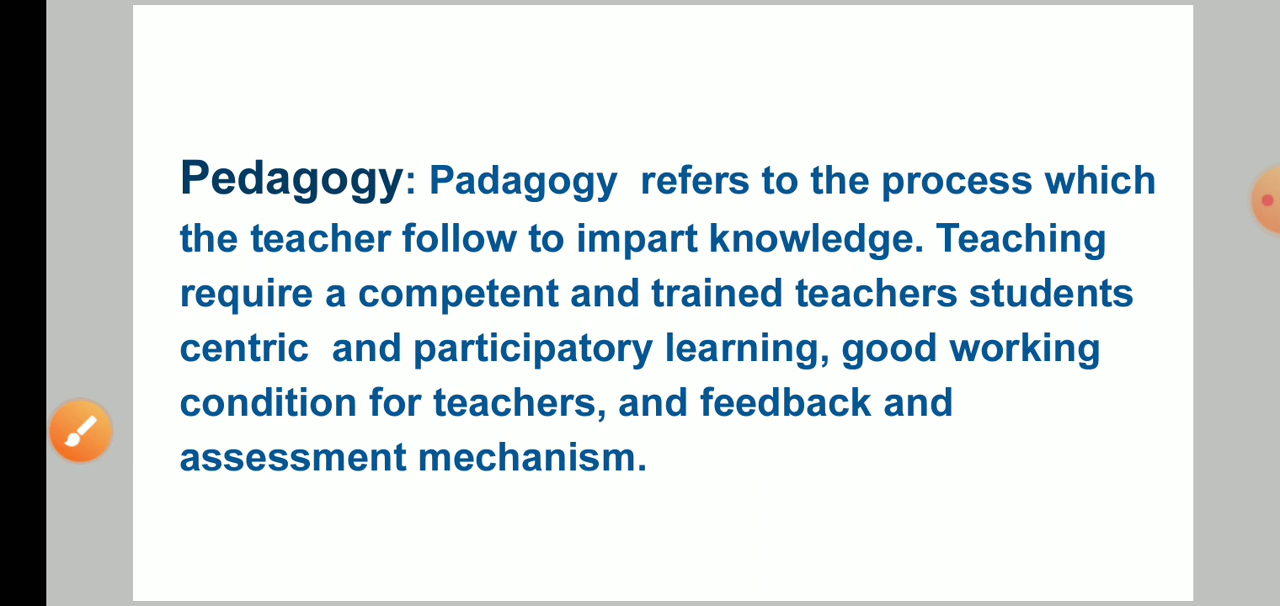 Pedagogy: Padagogy refers to the process which
the teacher follow to impart knowledge. Teaching
require a competent and trained teachers students
centric and participatory learning, good working
condition for teachers, and feedback and
assessment mechanism.